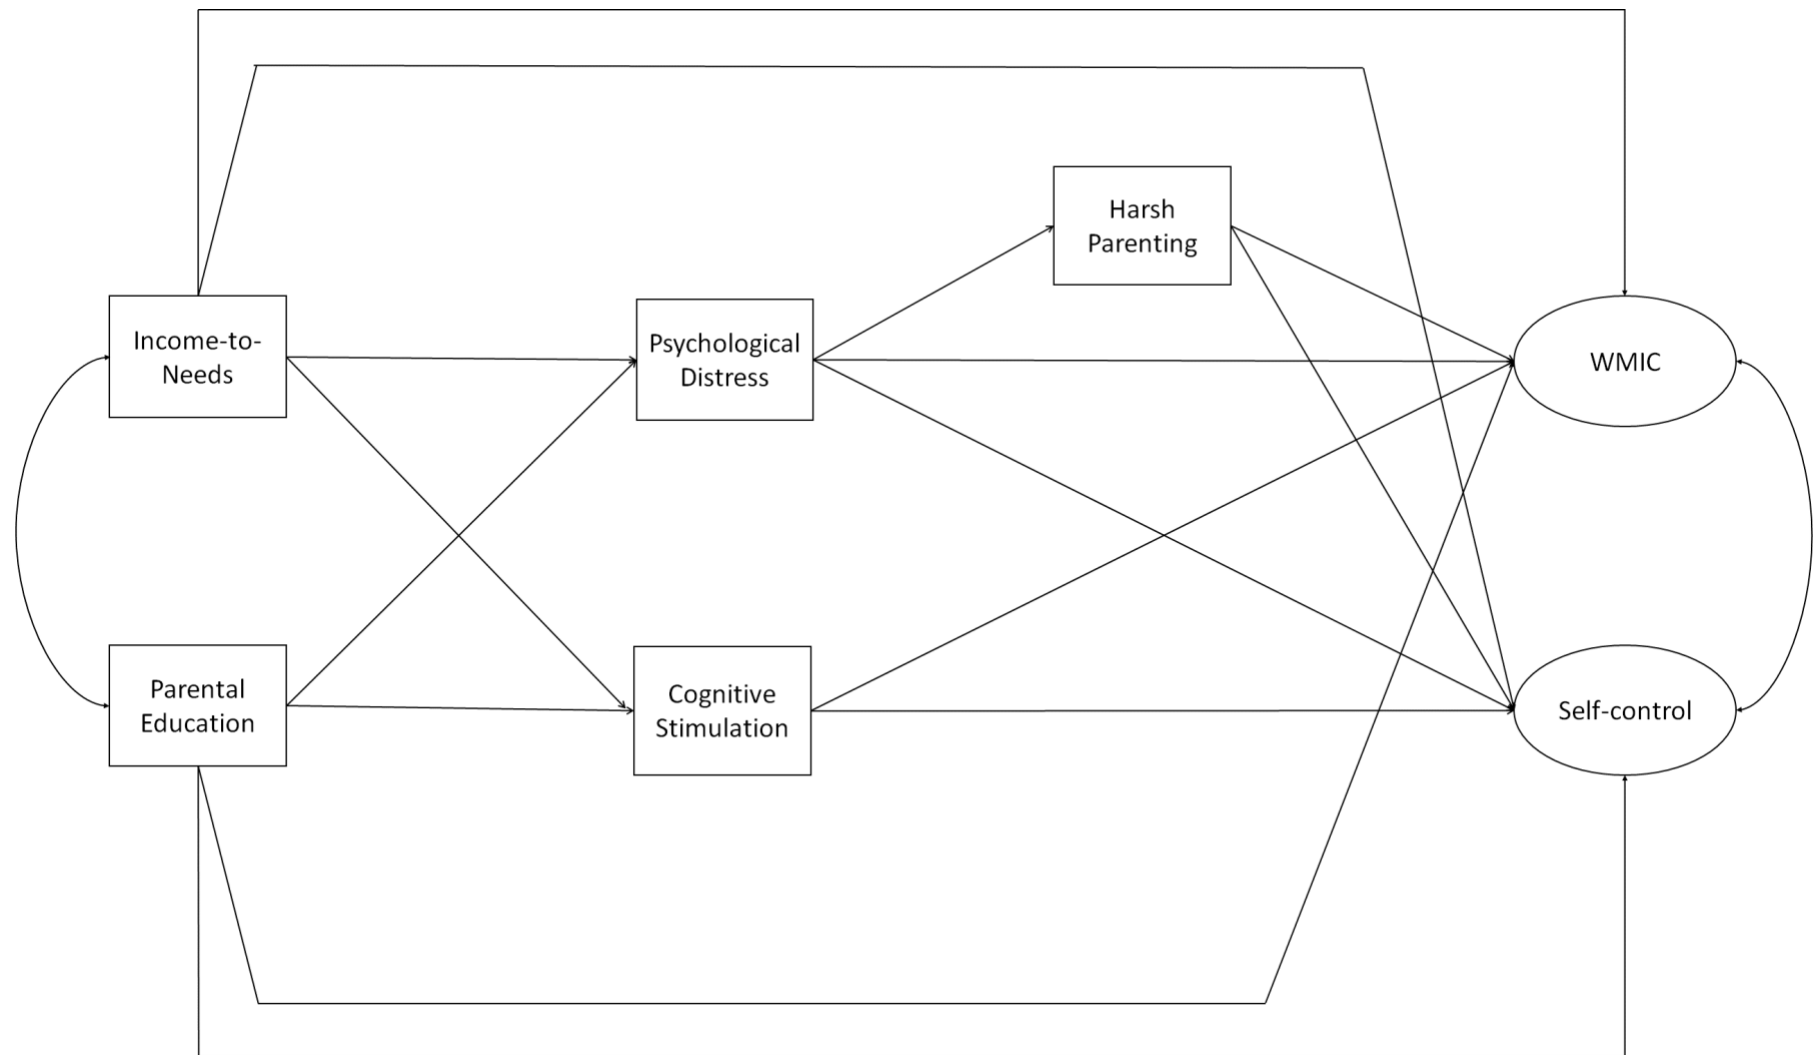 Harsh
Parenting
Income-to-
Needs
Psychological
Distress
WMIC
Parental
Education
Cognitive
Stimulation
Self-control